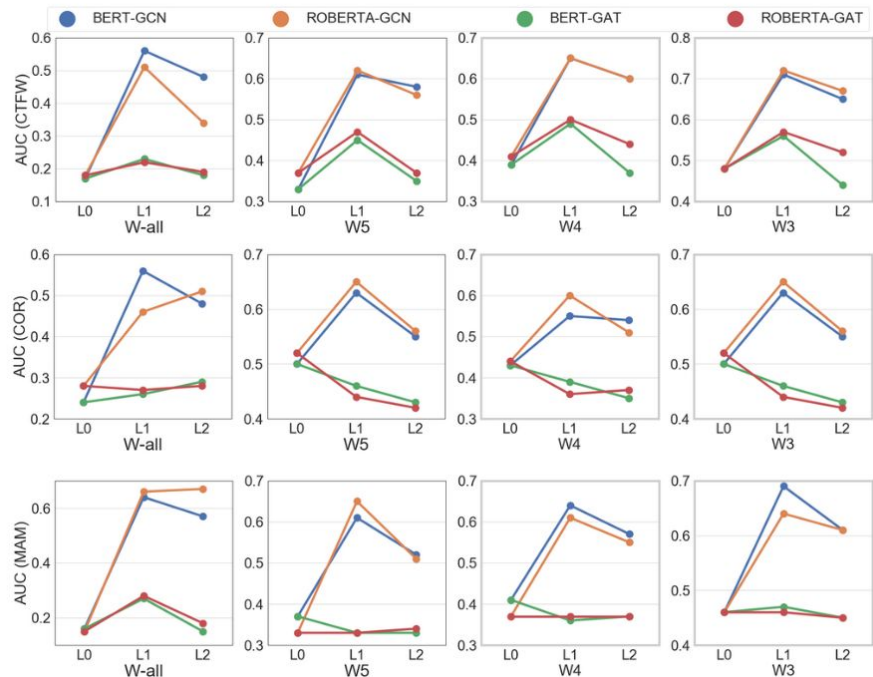 BERT-GCN ROBERTA-GCN BERT-GAT ROBERTA-GAT
AUC (CTFW)
0.6 0.5 0.4 0.3 0.2 0.1
L0 L1 L2
W-all
0.6 0.5 0.4 0.3
L0 L1 L2
W5
0.6 0.5 0.4 0.3
L0 L1 L2
W4
0.8 0.7 0.6 0.5 0.4
L0 L1 L2
W3
AUC (COR)
0.6 0.5 0.4 0.3 0.2
L0 L1 L2
W-all
0.7 0.6 0.5 0.4
L0 L1 L2
W5
0.7 0.6 0.5 0.4 0.3
L0 L1 L2
W4
0.7 0.6 0.5 0.4
L0 L1 L2
W3
AUC (MAM)
0.6 0.4 0.2
L0 L1 L2
W-all
0.7 0.6 0.5 0.4 0.3
L0 L1 L2
W5
0.7 0.6 0.5 0.4 0.3
L0 L1 L2
W4
0.7 0.6 0.5 0.4
L0 L1 L2
W3